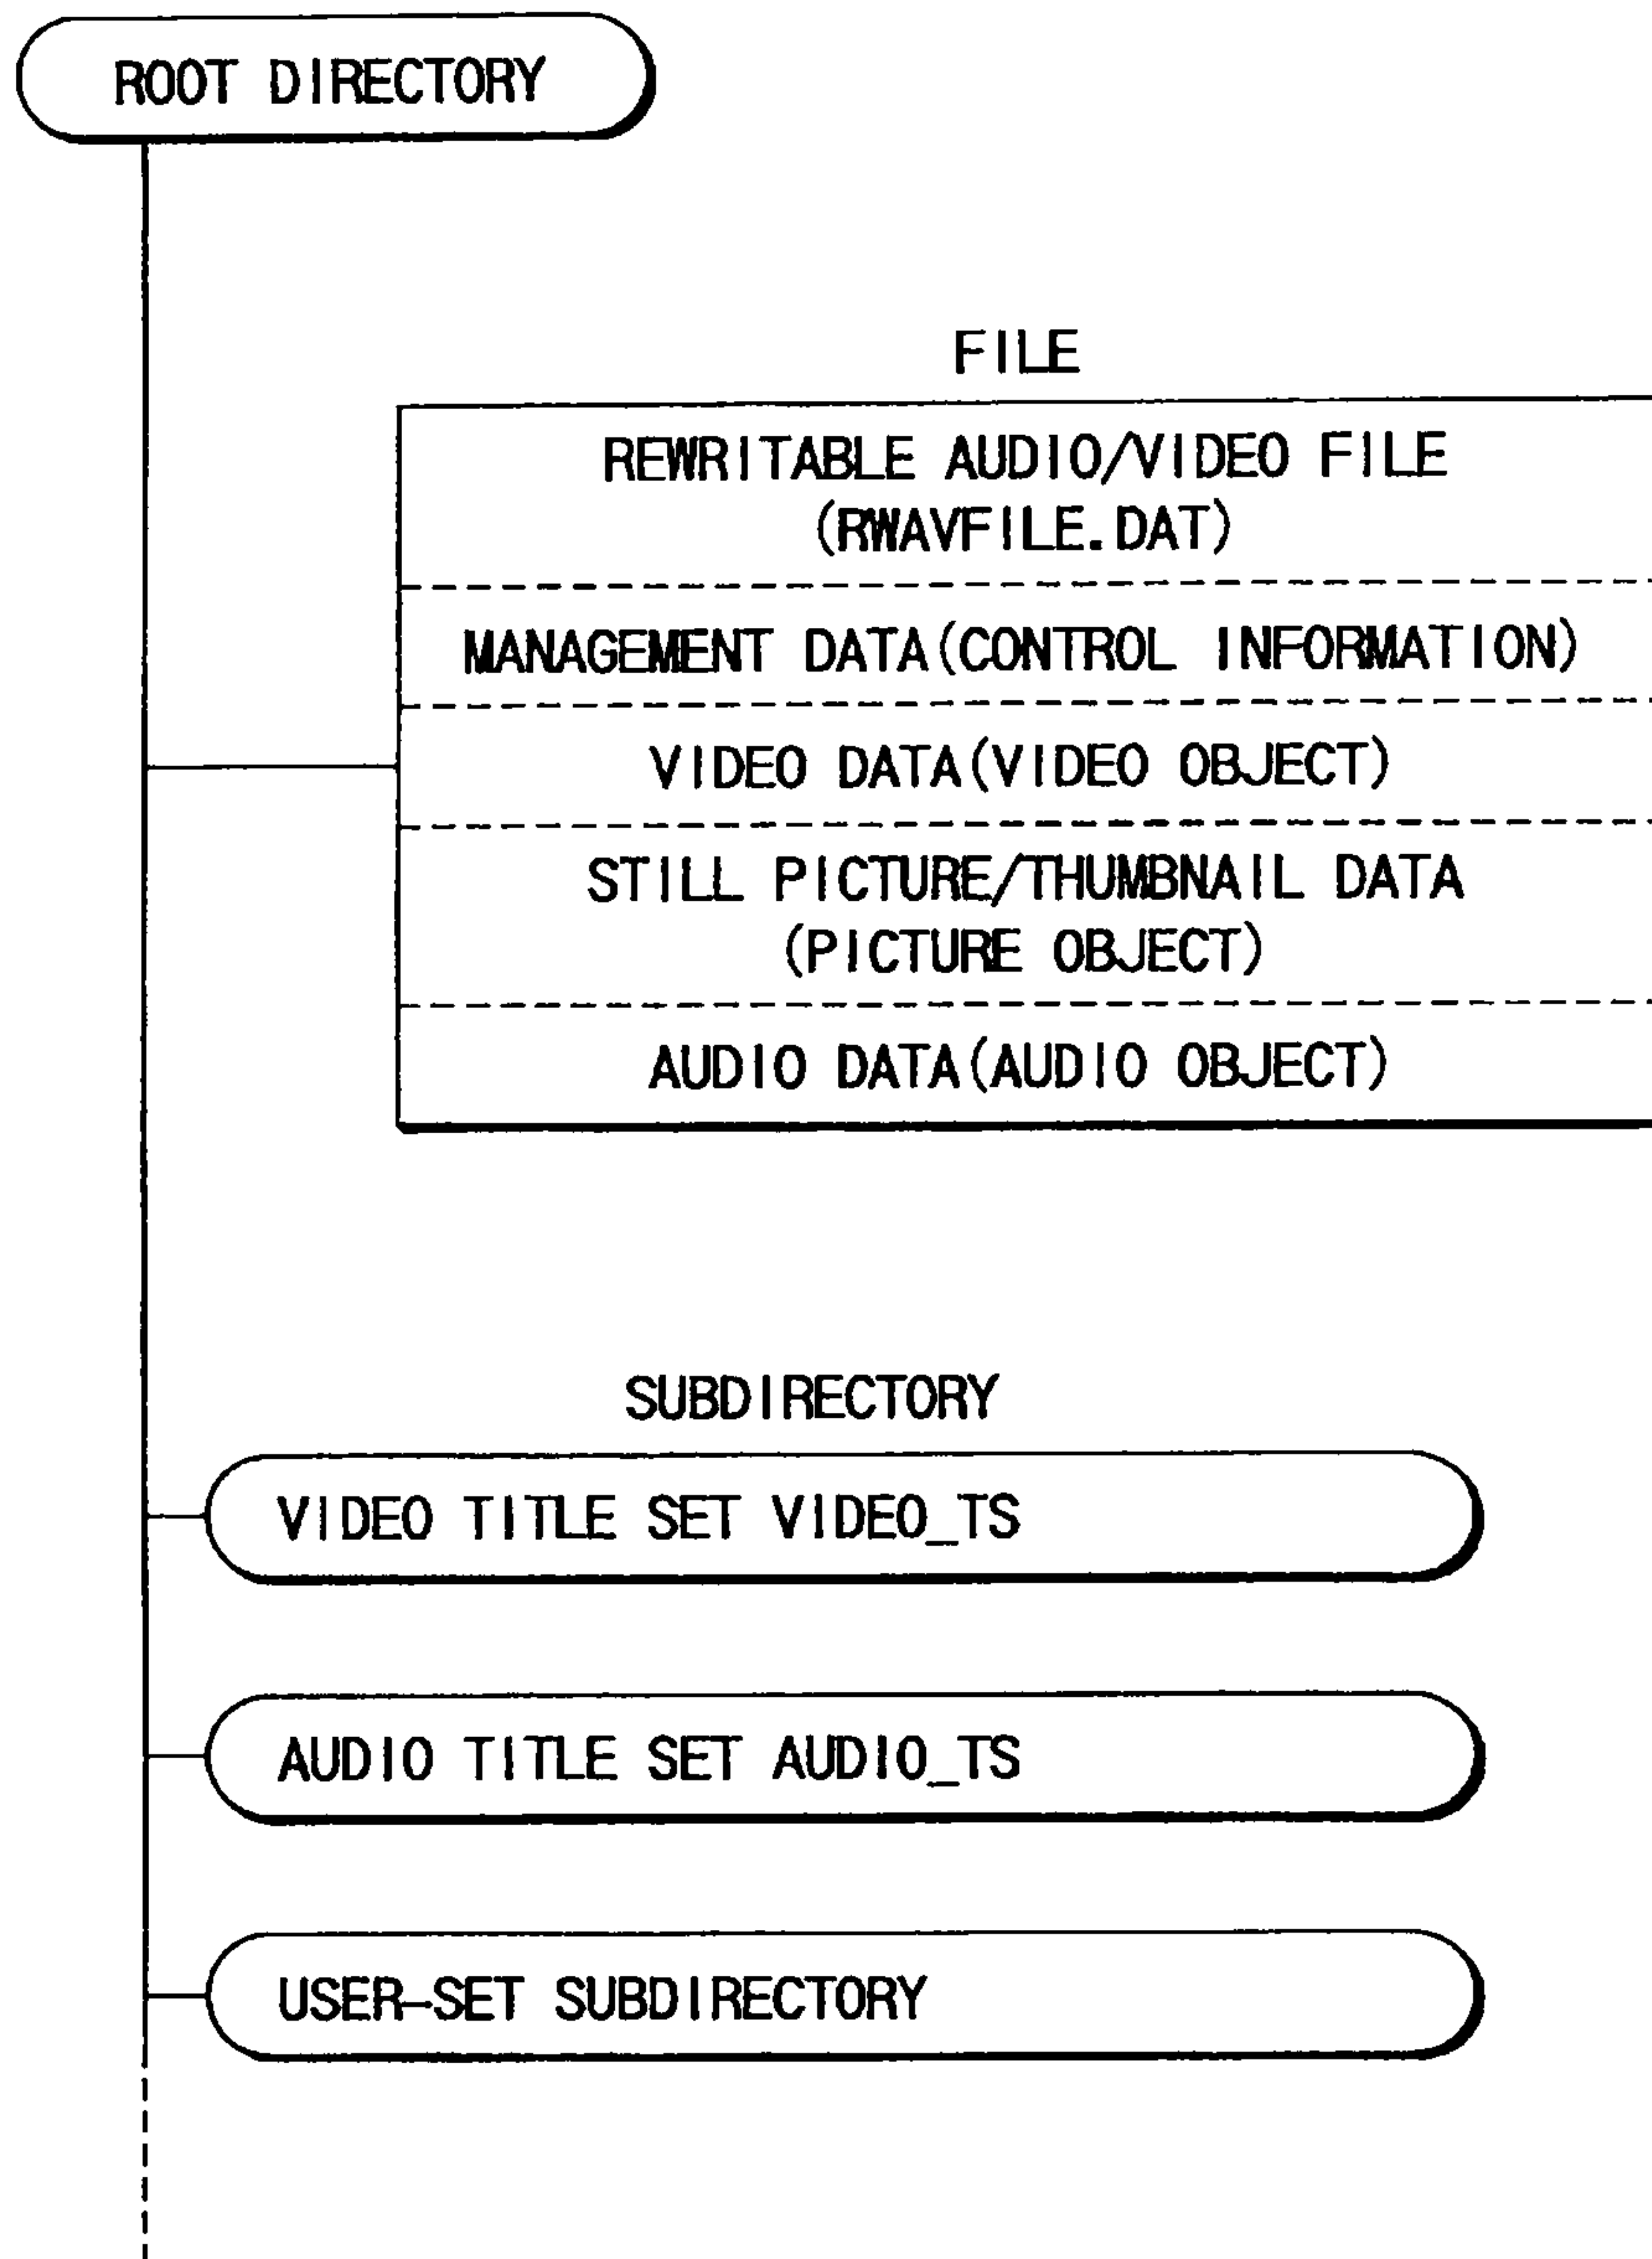 ROOT DIRECTORY
FILE
REWRITABLE AUDIO/VIDEO FILE
(RWAVFILE.DAT)
MANAGEMENT DATA(CONTROL INFORMATION)
VIDEO DATA(VIDEO OBJECT)
STILL PICTURE/THUMBNAIL DATA
(PICTURE OBJECT)
AUDIO DATA(AUDIO OBJECT)
SUBDIRECTORY
VIDEO TITLE SET VIDEO_TS
AUDIO TITLE SET AUDIO_TS
USER-SET SUBDIRECTORY